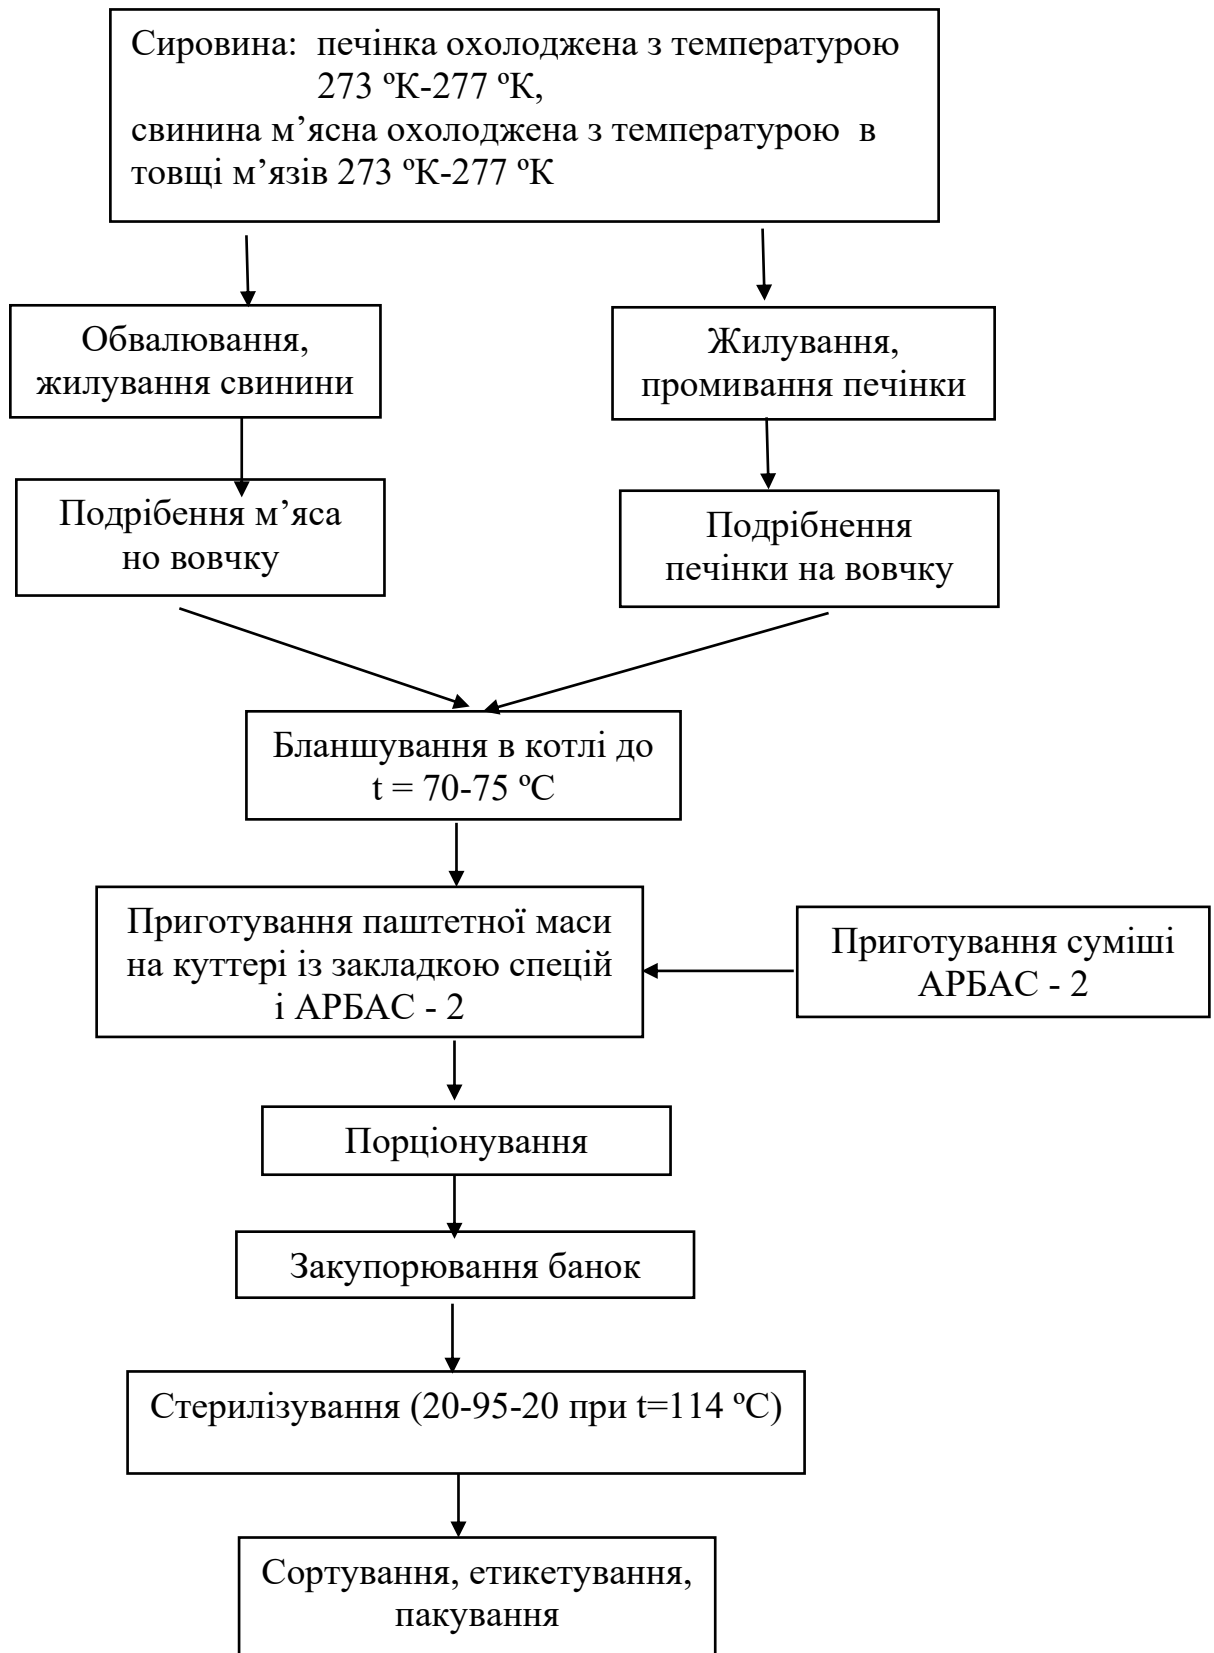 Сировина:  печінка охолоджена з температурою
273 ºК-277 ºК,
свинина м’ясна охолоджена з температурою  в
товщі м’язів 273 ºК-277 ºК
Обвалювання,
жилування свинини
Жилування,
промивання печінки
Подрібення м’яса
но вовчку
Подрібнення
печінки на вовчку
Бланшування в котлі до
t = 70-75 ºС
Приготування паштетної маси
на куттері із закладкою спецій
і АРБАС - 2
Приготування суміші
АРБАС - 2
Порціонування
Закупорювання банок
Стерилізування (20-95-20 при t=114 ºС)
Сортування, етикетування,
пакування